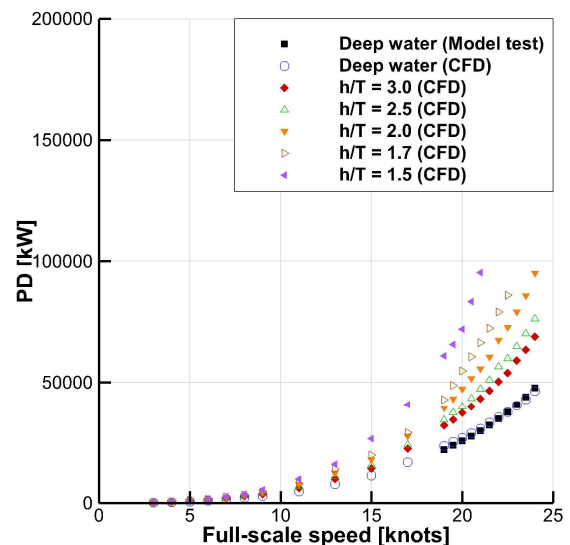 200000
Deep water (Model test)
Deep water (CFD)
h/T = 3.0 (CFD)
h/T = 2.5 (CFD)
h/T = 2.0 (CFD)
h/T = 1.7 (CFD)
h/T = 1.5 (CFD)
150000
PD [kW]
100000
50000
0
0 5 10 15 20 25
Full-scale speed [knots]